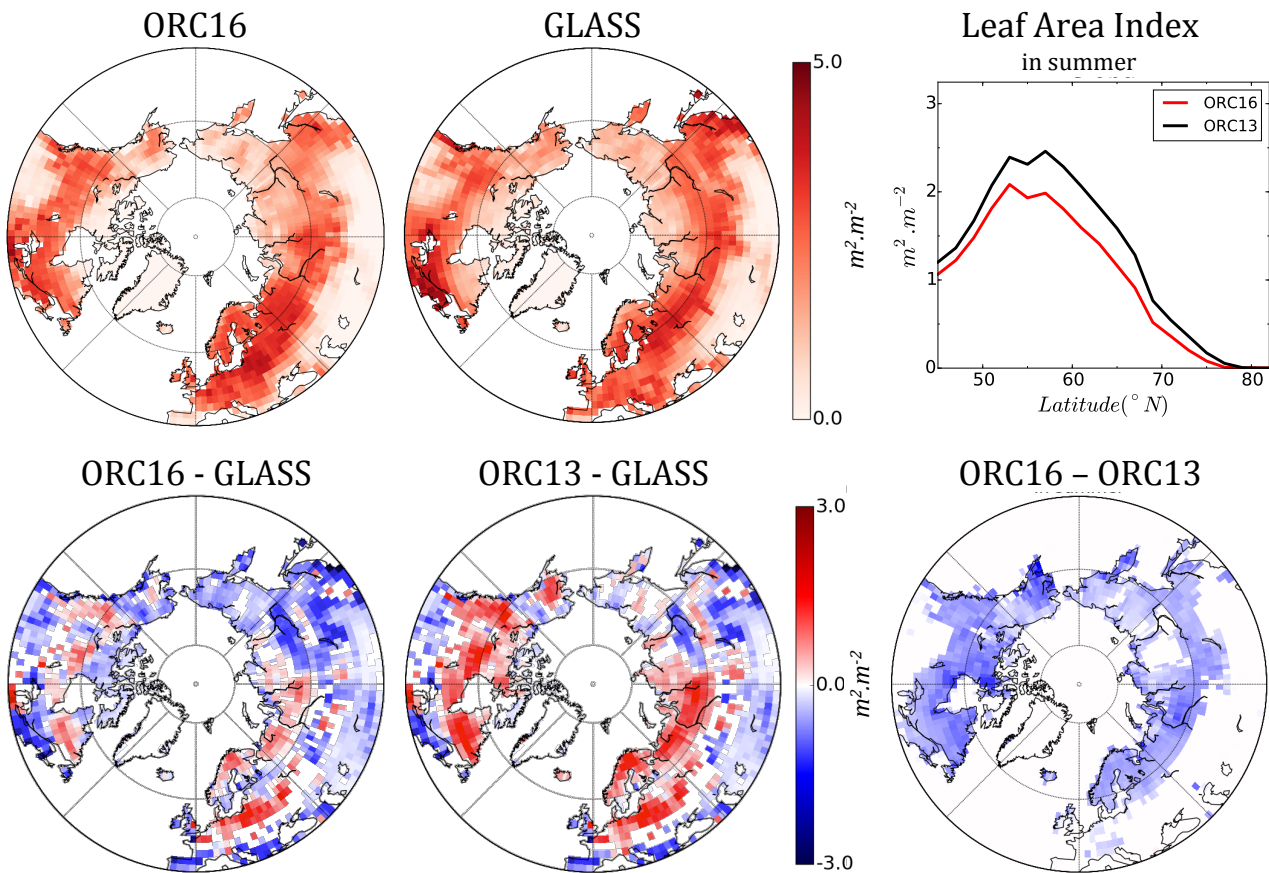 ORC16
GLASS
Leaf Area Index
in summer
5.0
0.0
m².m⁻²
ORC16
ORC13
3
2
1
0
m².m⁻²
50
60
70
80
Latitude(° N)
ORC16 - GLASS
ORC13 - GLASS
ORC16 – ORC13
3.0
0.0
-3.0
m².m⁻²